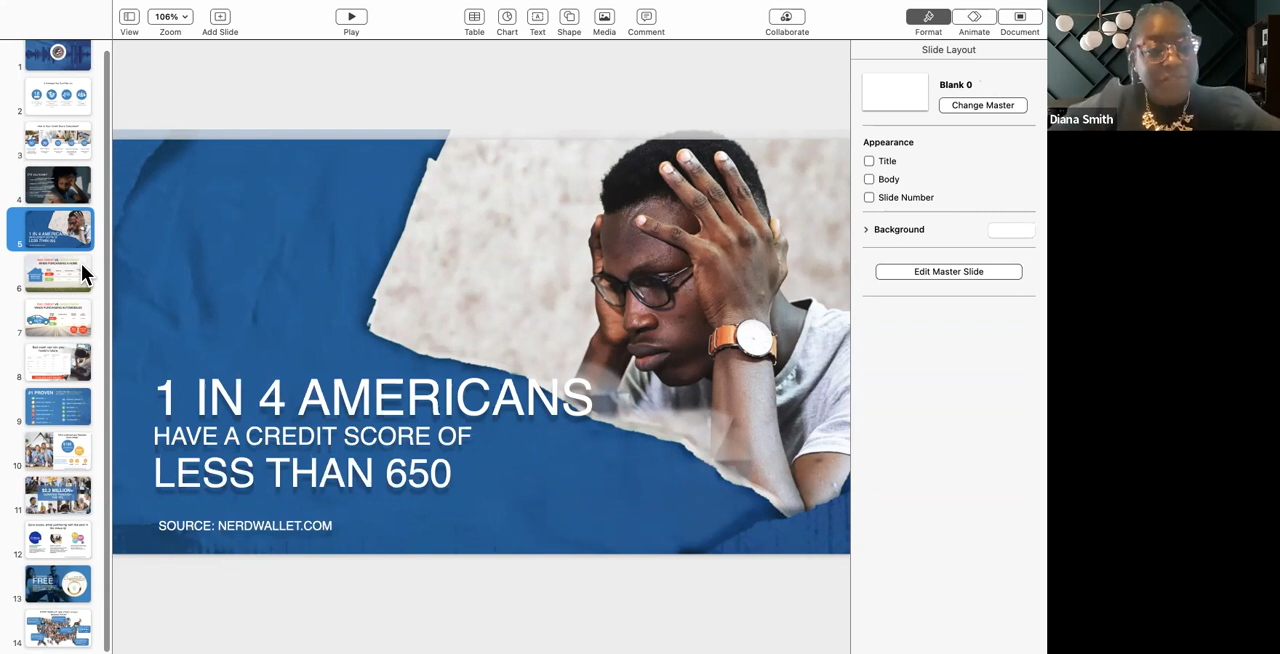 106%
View
Zoom
Add Slide
Play
Table
Chart
Text
Shape
Media
Comment
Collaborate
Format
Animate
Document
1
2
3
4
5
6
7
8
9
10
11
12
13
14
1 IN 4 AMERICANS
HAVE A CREDIT SCORE OF
LESS THAN 650
SOURCE: NERDWALLET.COM
Slide Layout
Blank 0
Change Master
Appearance
Title
Body
Slide Number
Background
Edit Master Slide
Diana Smith